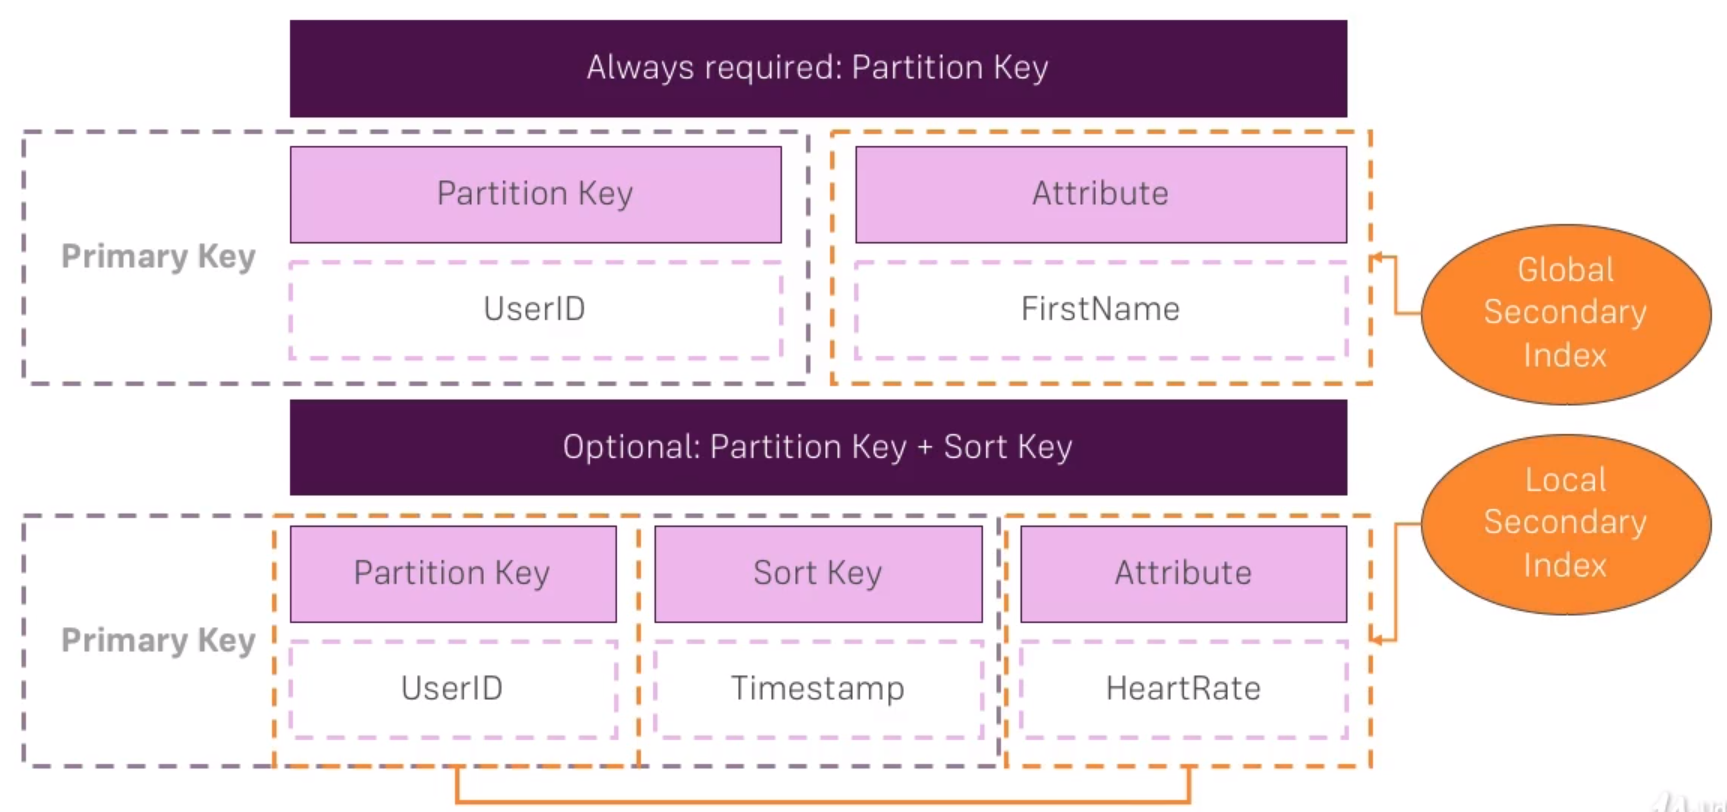 Always required: Partition Key
Partition Key
Attribute
Primary Key
UserID
FirstName
Global
Secondary
Index
Optional: Partition Key + Sort Key
Local
Secondary
Index
Partition Key
Sort Key
Attribute
Primary Key
UserID
Timestamp
HeartRate